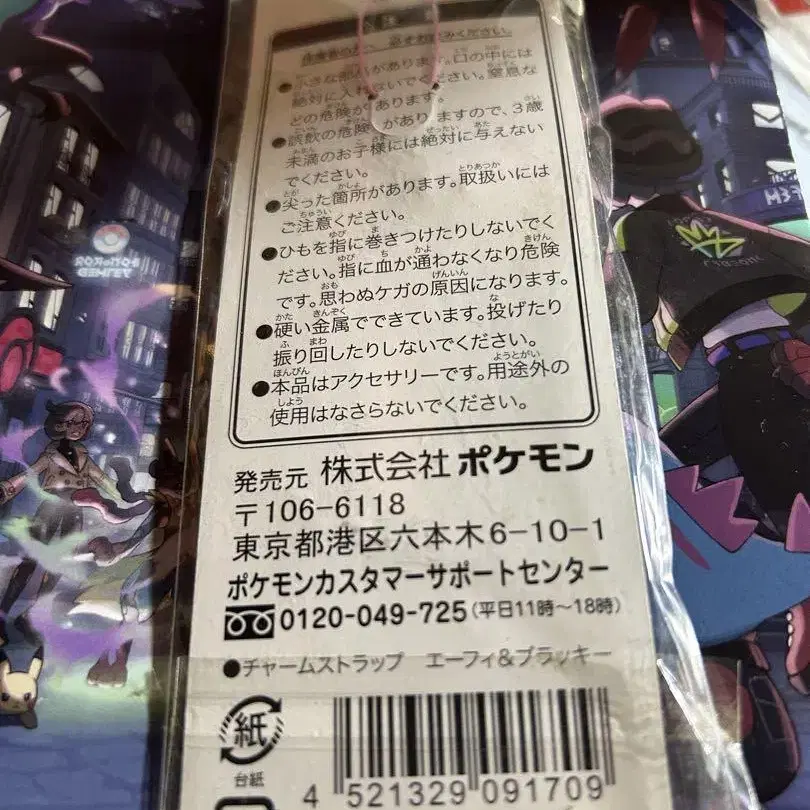 必ずお読みください。
●小さな部品があります。口の中には
絶対に入れないでください。窒息な
どの危険があります。
●誤飲の危険がありますので、3歳
未満のお子様には絶対に与えない
でください。
●尖った箇所があります。取扱いには
ご注意ください。
●ひもを指に巻きつけたりしないでく
ださい。指に血が通わなくなり危険
です。思わぬケガの原因になります。
●硬い金属でできています。投げたり
振り回したりしないでください。
●本品はアクセサリーです。用途外の
使用はなさらないでください。
発売元 株式会社ポケモン
〒106-6118
東京都港区六本木6-10-1
ポケモンカスタマーサポートセンター
0120-049-725(平日11時~18時)
●チャームストラップ エーフィ&ブラッキー
紙
台紙
4 521329 091709